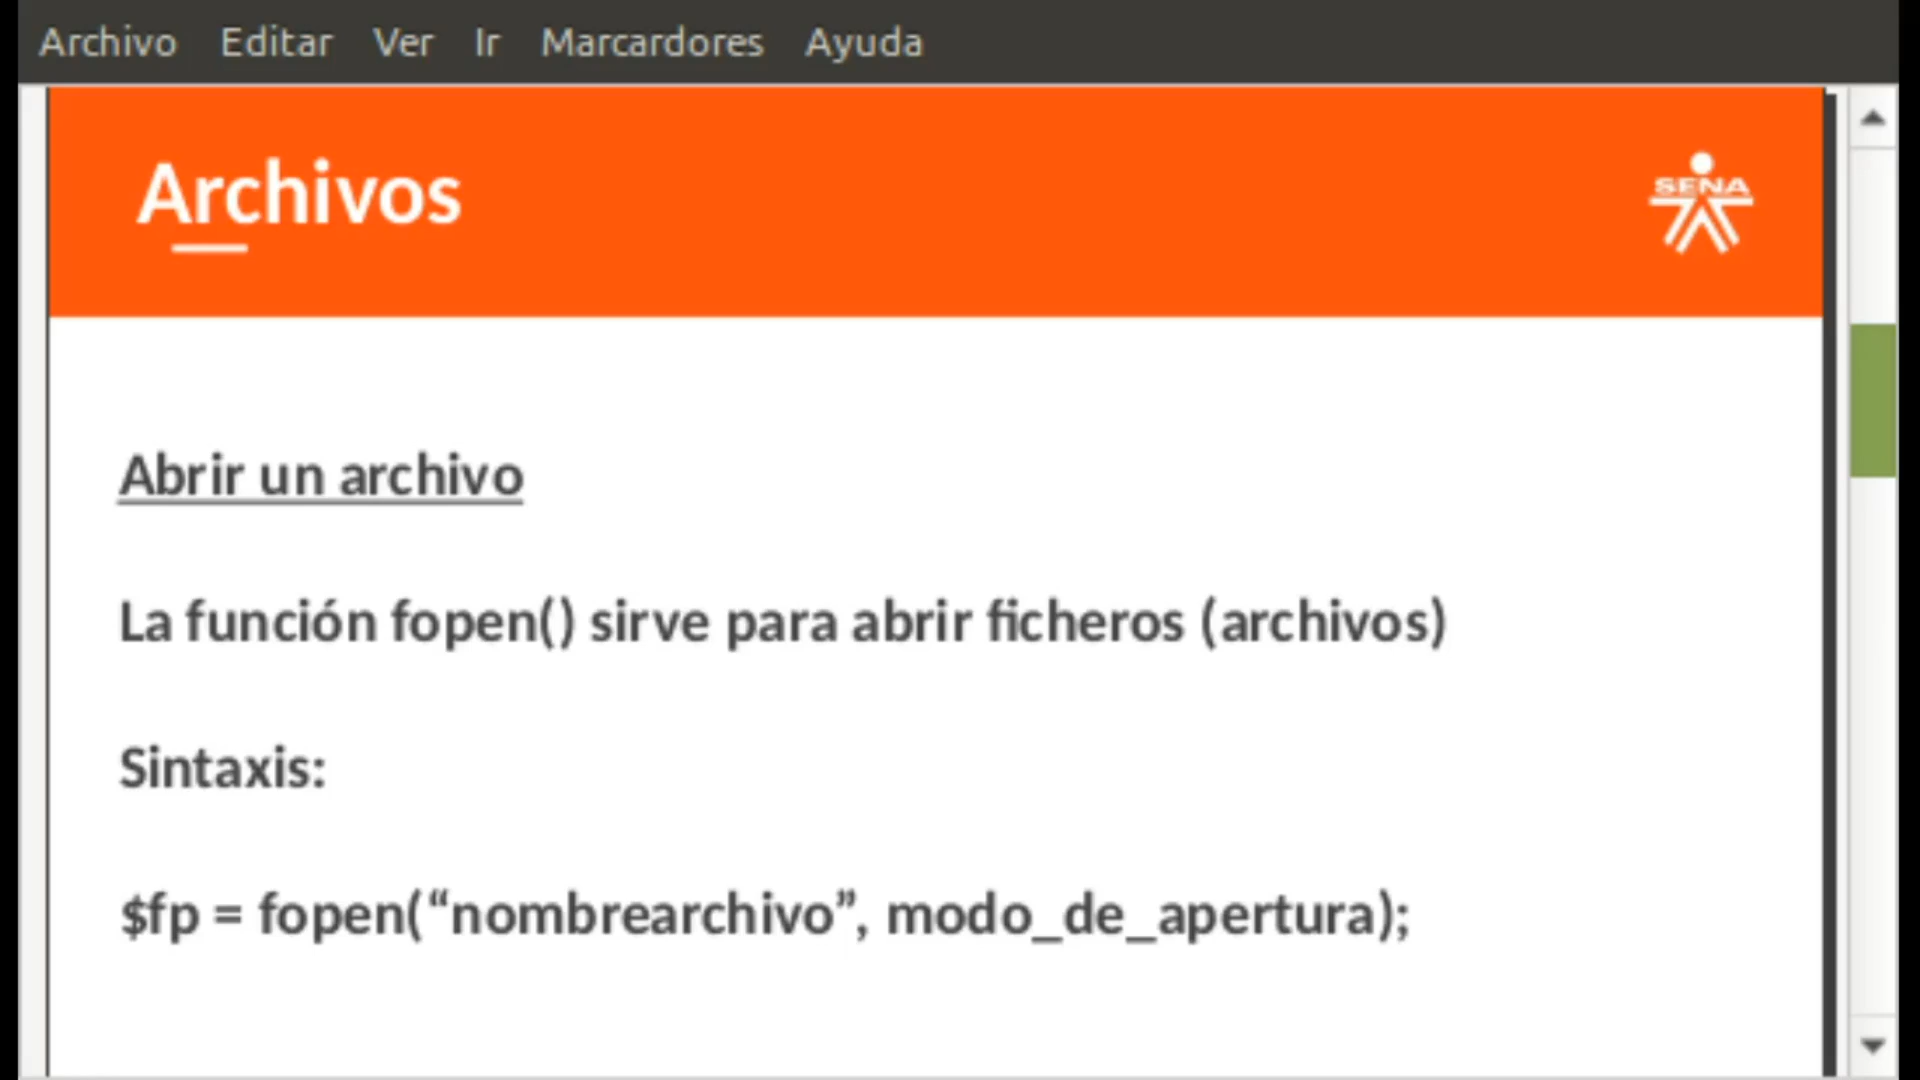 Archivo Editar Ver Ir Marcardores Ayuda
Archivos
SENA
Abrir un archivo
La función fopen() sirve para abrir ficheros (archivos)
Sintaxis:
$fp = fopen(“nombrearchivo”, modo_de_apertura);